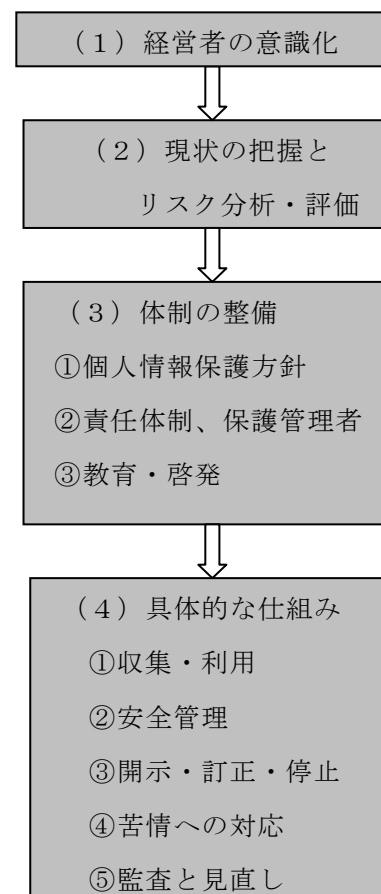 （１）経営者の意識化
（２）現状の把握と
リスク分析・評価
（３）体制の整備
①個人情報保護方針
②責任体制、保護管理者
③教育・啓発
（４）具体的な仕組み
①収集・利用
②安全管理
③開示・訂正・停止
④苦情への対応
⑤監査と見直し